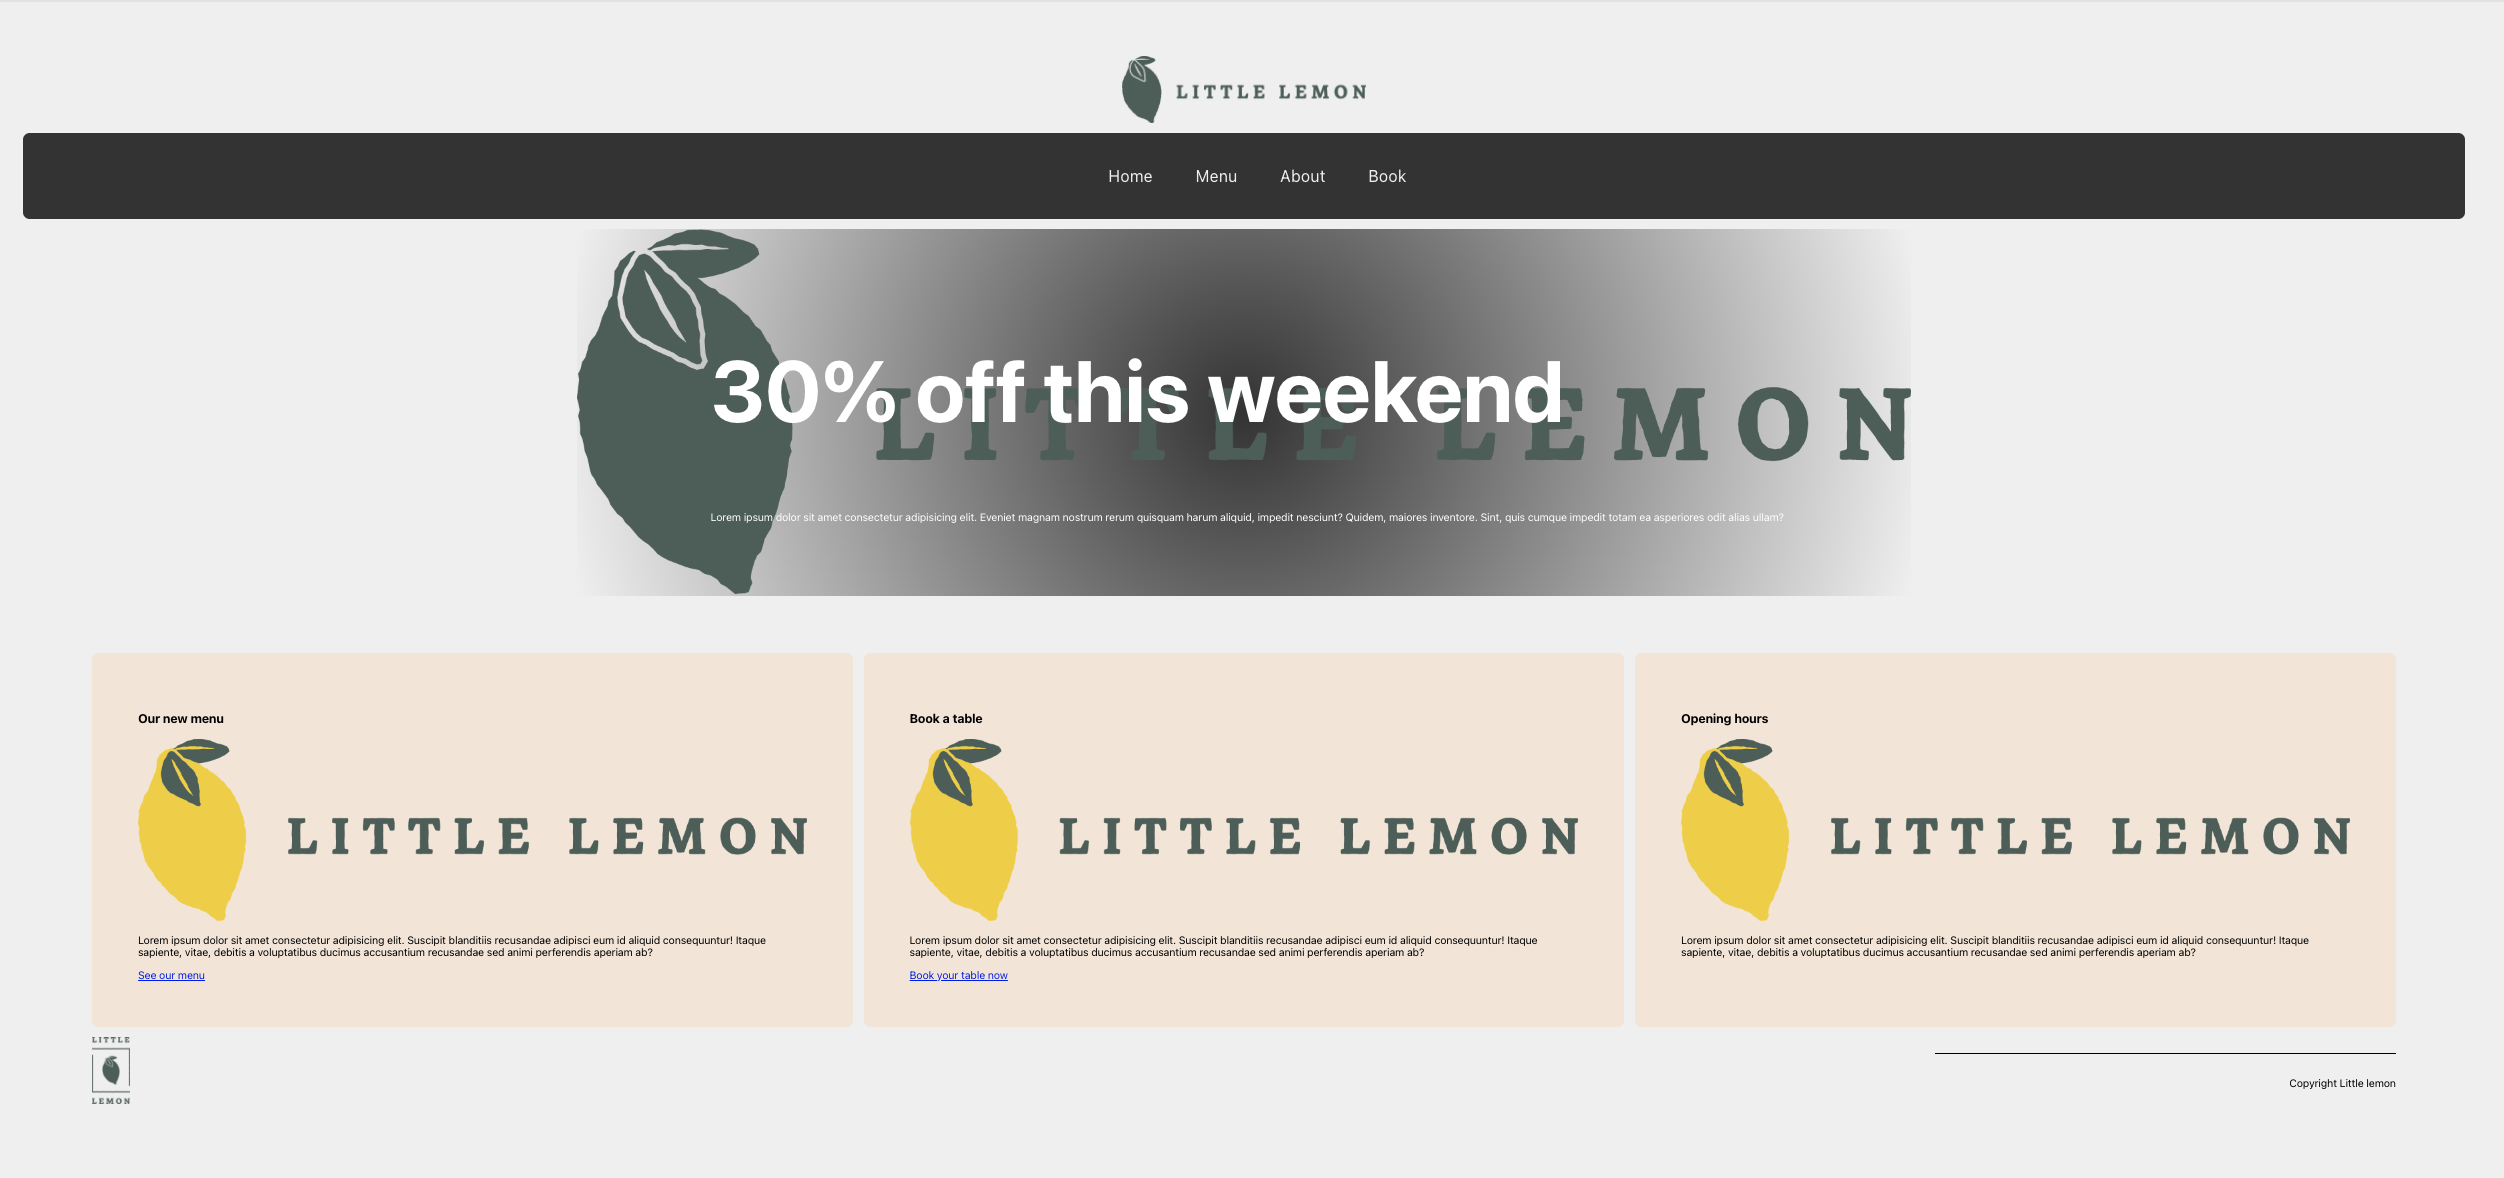 LITTLE LEMON
Home Menu About Book
30% off this weekend
LITTLE LEMON
Lorem ipsum dolor sit amet consectetur adipisicing elit. Eveniet magnam nostrum rerum quisquam harum aliquid, impedit nesciunt? Quidem, maiores inventore. Sint, quis cumque impedit totam ea asperiores odit alias ullam?
Our new menu
LITTLE LEMON
Lorem ipsum dolor sit amet consectetur adipisicing elit. Suscipit blanditiis recusandae adipisci eum id aliquid consequuntur! Itaque
sapiente, vitae, debitis a voluptatibus ducimus accusantium recusandae sed animi perferendis aperiam ab?
See our menu
Book a table
LITTLE LEMON
Lorem ipsum dolor sit amet consectetur adipisicing elit. Suscipit blanditiis recusandae adipisci eum id aliquid consequuntur! Itaque
sapiente, vitae, debitis a voluptatibus ducimus accusantium recusandae sed animi perferendis aperiam ab?
Book your table now
Opening hours
LITTLE LEMON
Lorem ipsum dolor sit amet consectetur adipisicing elit. Suscipit blanditiis recusandae adipisci eum id aliquid consequuntur! Itaque
sapiente, vitae, debitis a voluptatibus ducimus accusantium recusandae sed animi perferendis aperiam ab?
LITTLE
LEMON
Copyright Little lemon